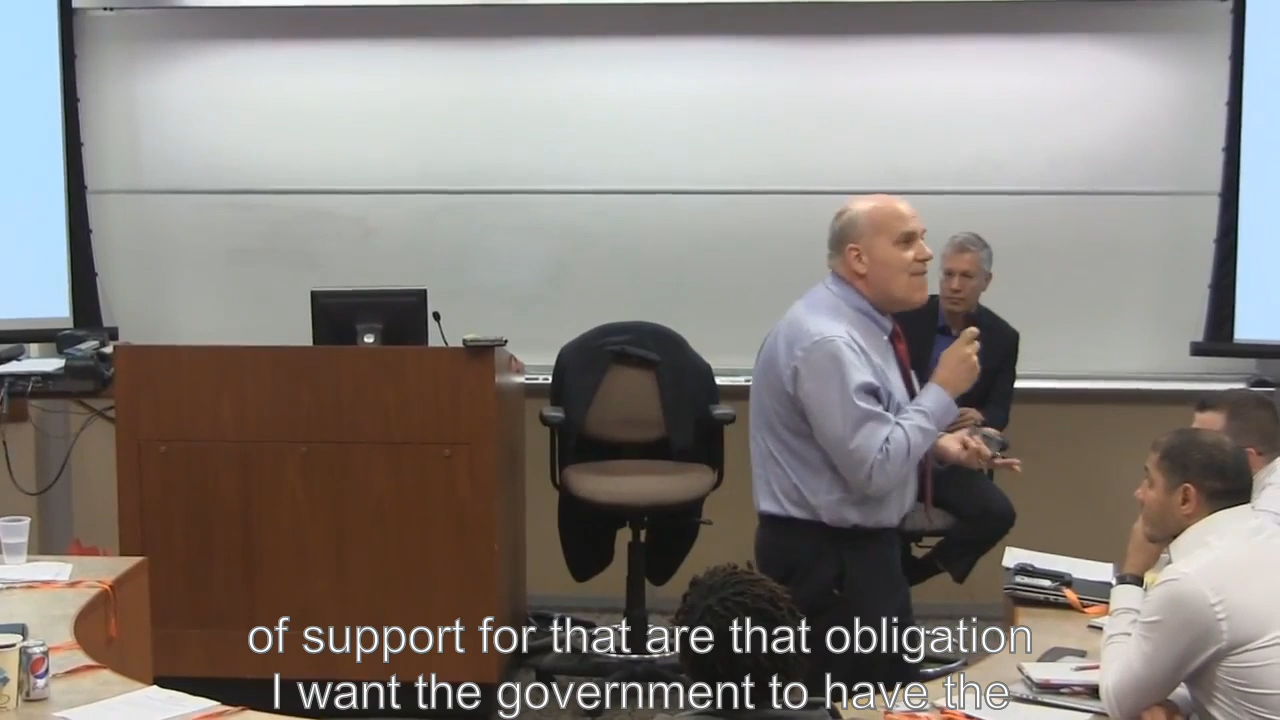 of support for that are that obligation
I want the government to have the